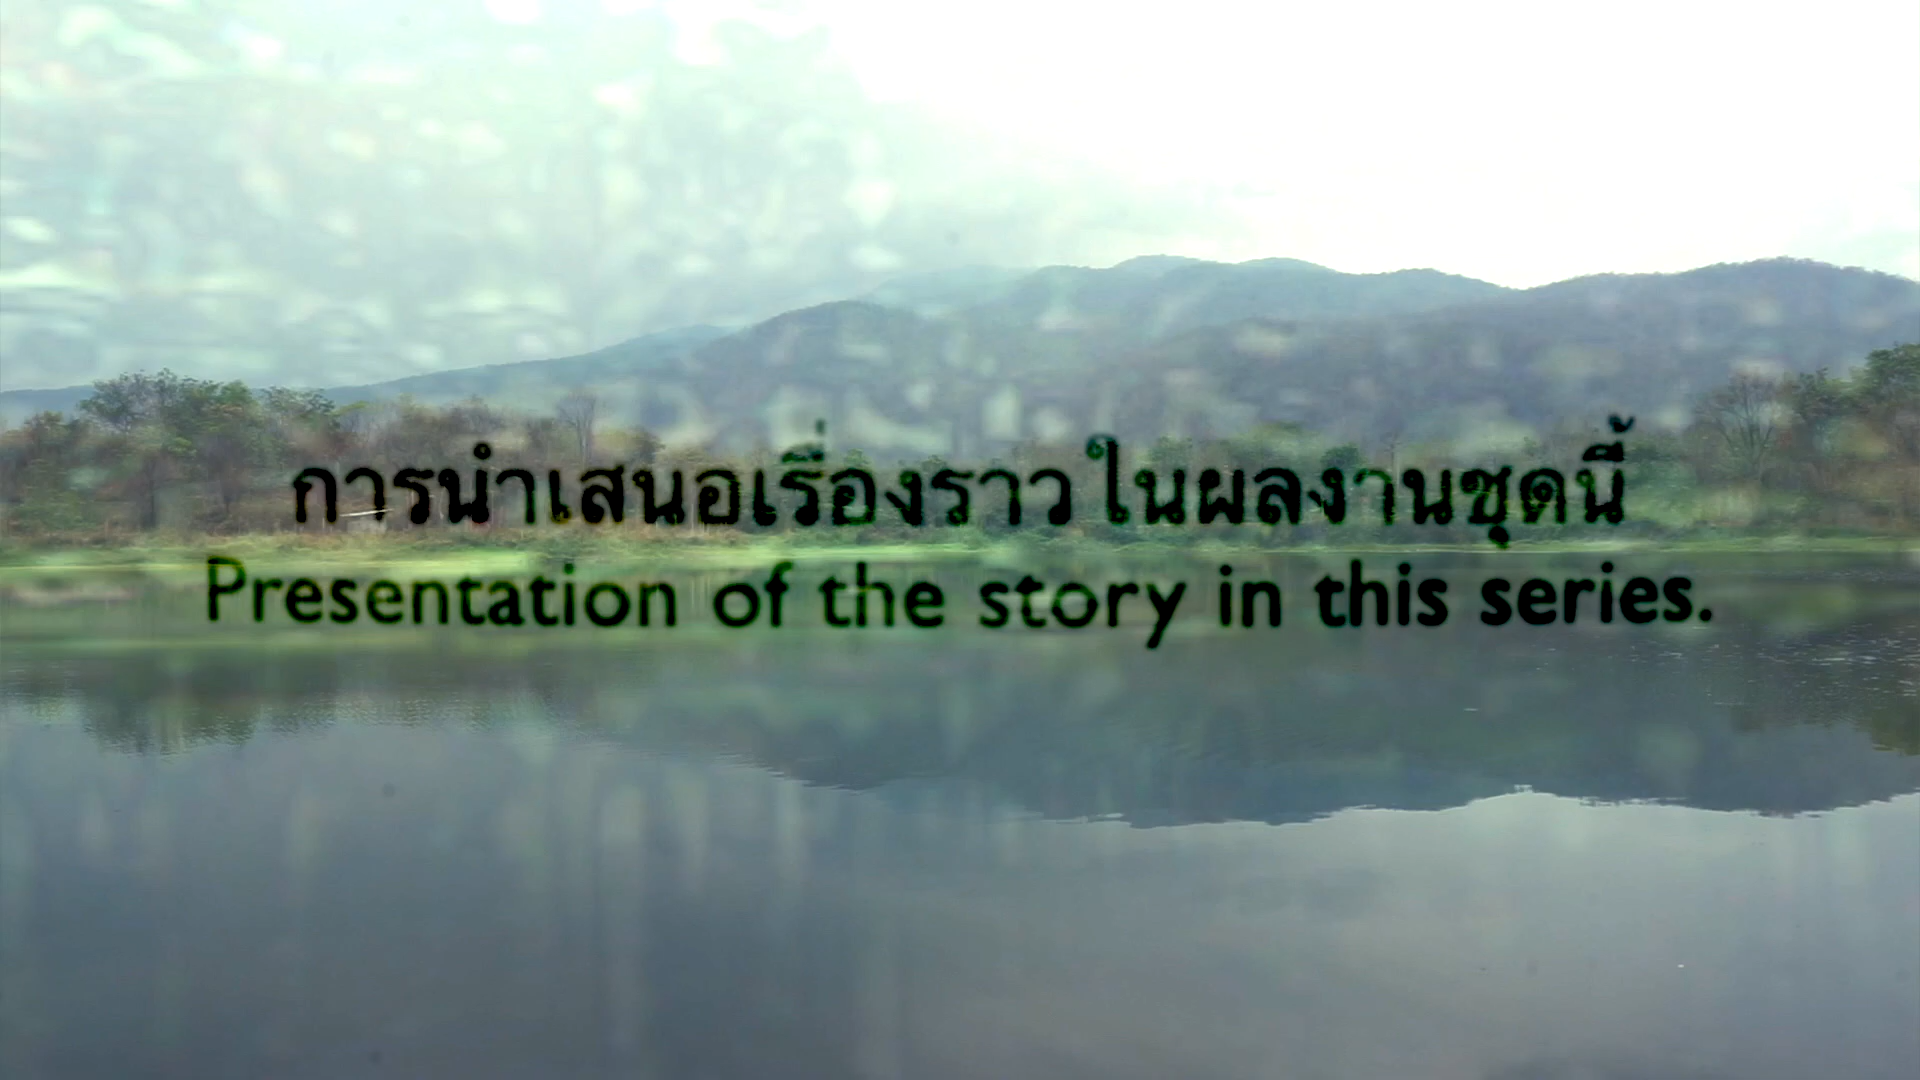 การนำเสนอเรื่องราว ในผลงานชุดนี้
Presentation of the story in this series.